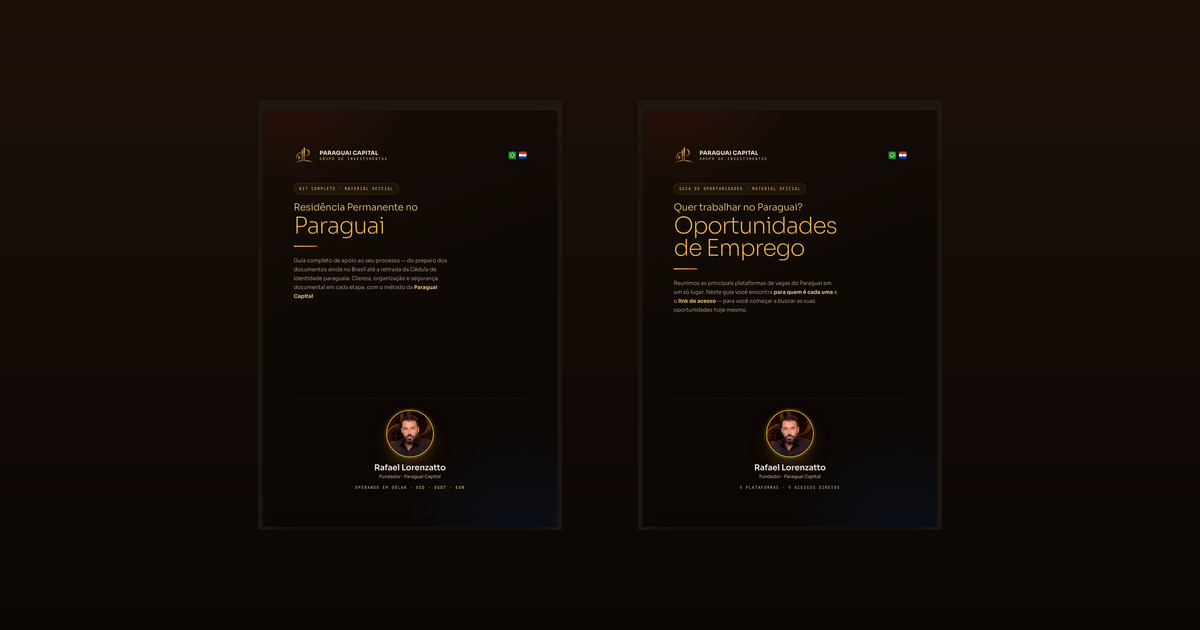 PARAGUAI CAPITAL
GRUPO DE INVESTIMENTOS
KIT COMPLETO · MATERIAL OFICIAL
Residência Permanente no
Paraguai
Guia completo de apoio ao seu processo — do preparo dos
documentos ainda no Brasil até a retirada da Cédula de
Identidade paraguaia. Clareza, organização e segurança
documental em cada etapa, com o método da Paraguai
Capital.
Rafael Lorenzatto
Fundador · Paraguai Capital
OPERANDO EM DÓLAR · USD · USDT · EUR
PARAGUAI CAPITAL
GRUPO DE INVESTIMENTOS
GUIA DE OPORTUNIDADES · MATERIAL OFICIAL
Quer trabalhar no Paraguai?
Oportunidades
de Emprego
Reunimos as principais plataformas de vagas do Paraguai em
um só lugar. Neste guia você encontra para quem é cada uma e
o link de acesso — para você começar a buscar as suas
oportunidades hoje mesmo.
Rafael Lorenzatto
Fundador · Paraguai Capital
5 PLATAFORMAS · 5 ACESSOS DIRETOS